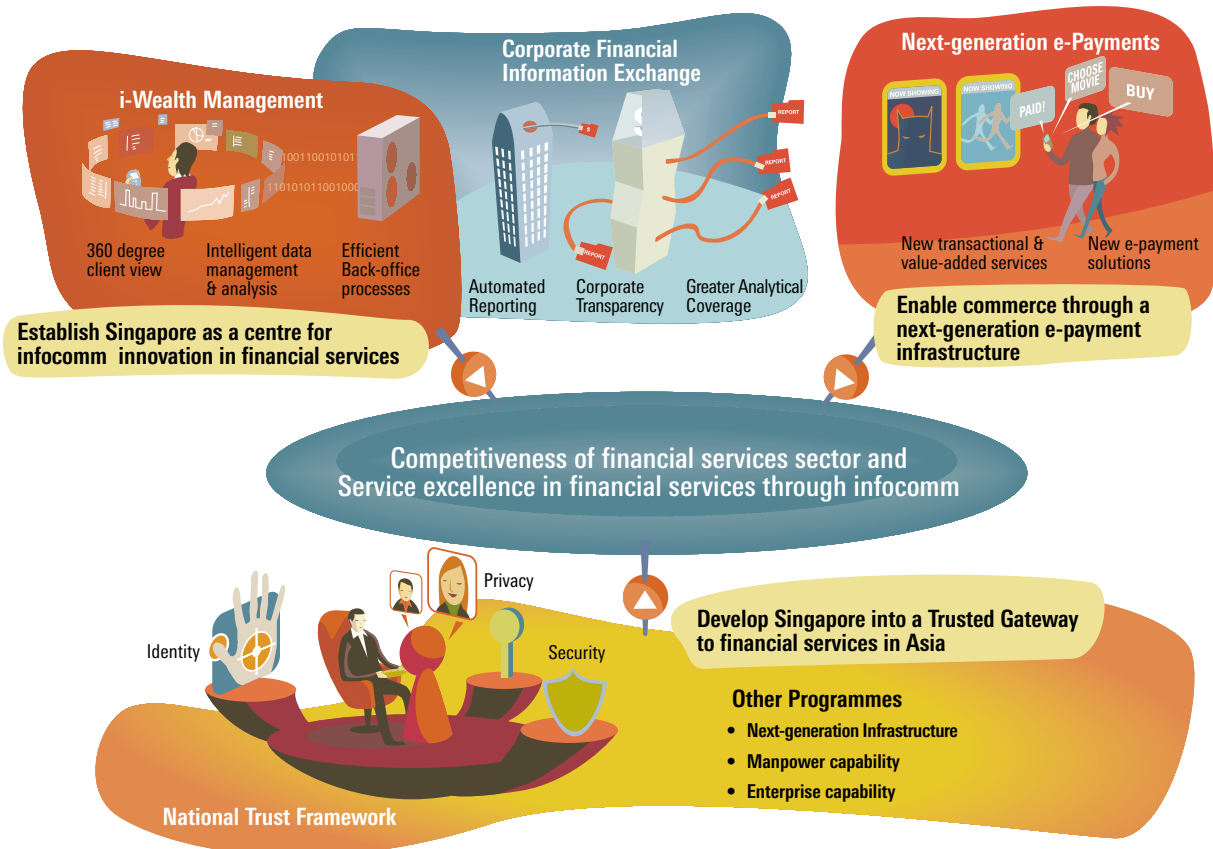 i-Wealth Management
100110010101
110101011001000
360 degree
client view
Intelligent data
management
& analysis
Efficient
Back-office
processes
Establish Singapore as a centre for
infocomm innovation in financial services
Corporate Financial
Information Exchange
$
S
REPORT
REPORT
REPORT
REPORT
Automated
Reporting
Corporate
Transparency
Greater Analytical
Coverage
Next-generation e-Payments
NOW SHOWING
NOW SHOWING
PAID!
CHOOSE
MOVIE
BUY
New transactional &
value-added services
New e-payment
solutions
Enable commerce through a
next-generation e-payment
infrastructure
Competitiveness of financial services sector and
Service excellence in financial services through infocomm
Privacy
Identity
Security
Develop Singapore into a Trusted Gateway
to financial services in Asia
Other Programmes
• Next-generation Infrastructure
• Manpower capability
• Enterprise capability
National Trust Framework